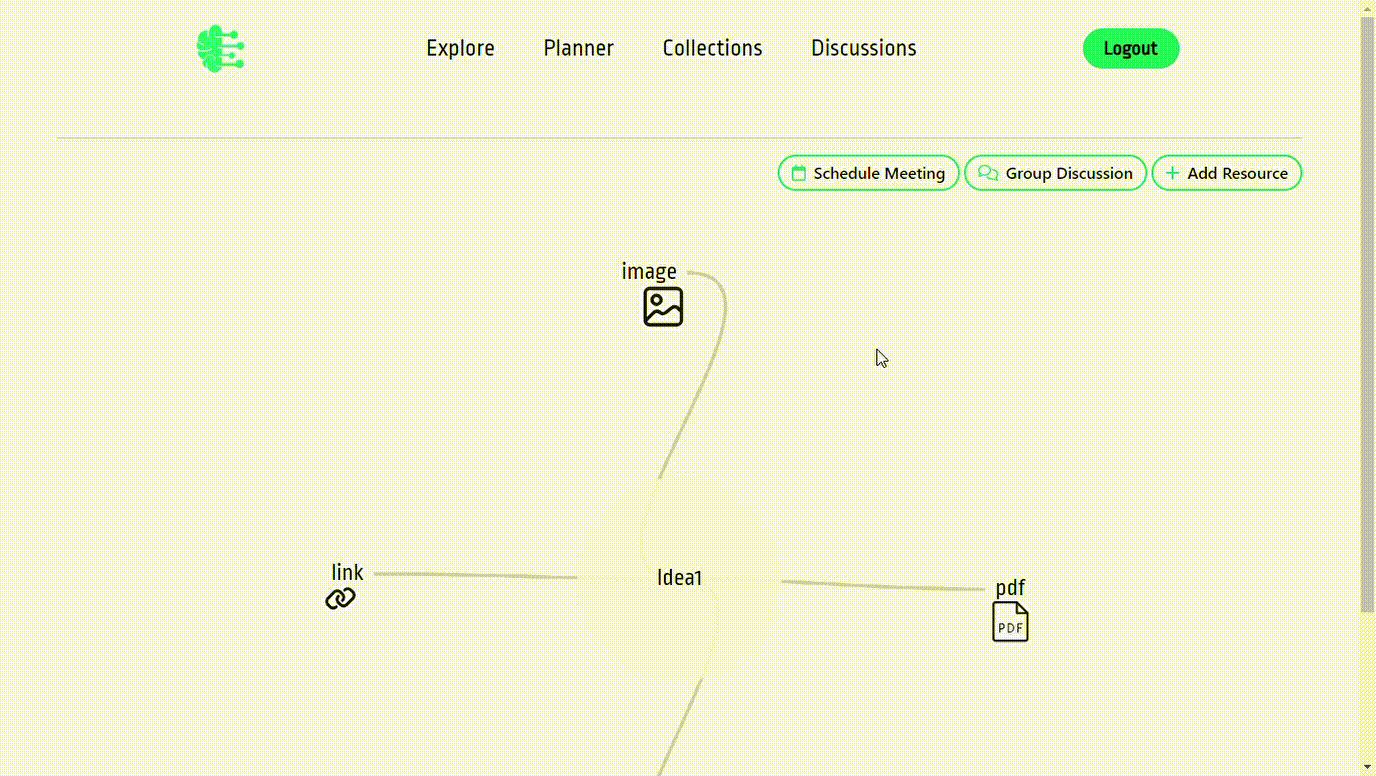 Explore Planner Collections Discussions Logout
Schedule Meeting Group Discussion Add Resource
image
link
Idea1
pdf
PDF